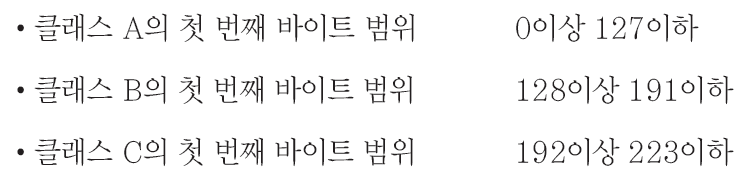 • 클래스 A의 첫 번째 바이트 범위 0이상 127이하
• 클래스 B의 첫 번째 바이트 범위 128이상 191이하
• 클래스 C의 첫 번째 바이트 범위 192이상 223이하